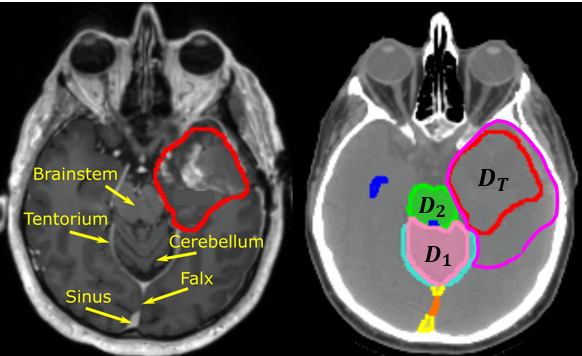 Brainstem
Tentorium
Cerebellum
Falx
Sinus
D_T
D_2
D_1